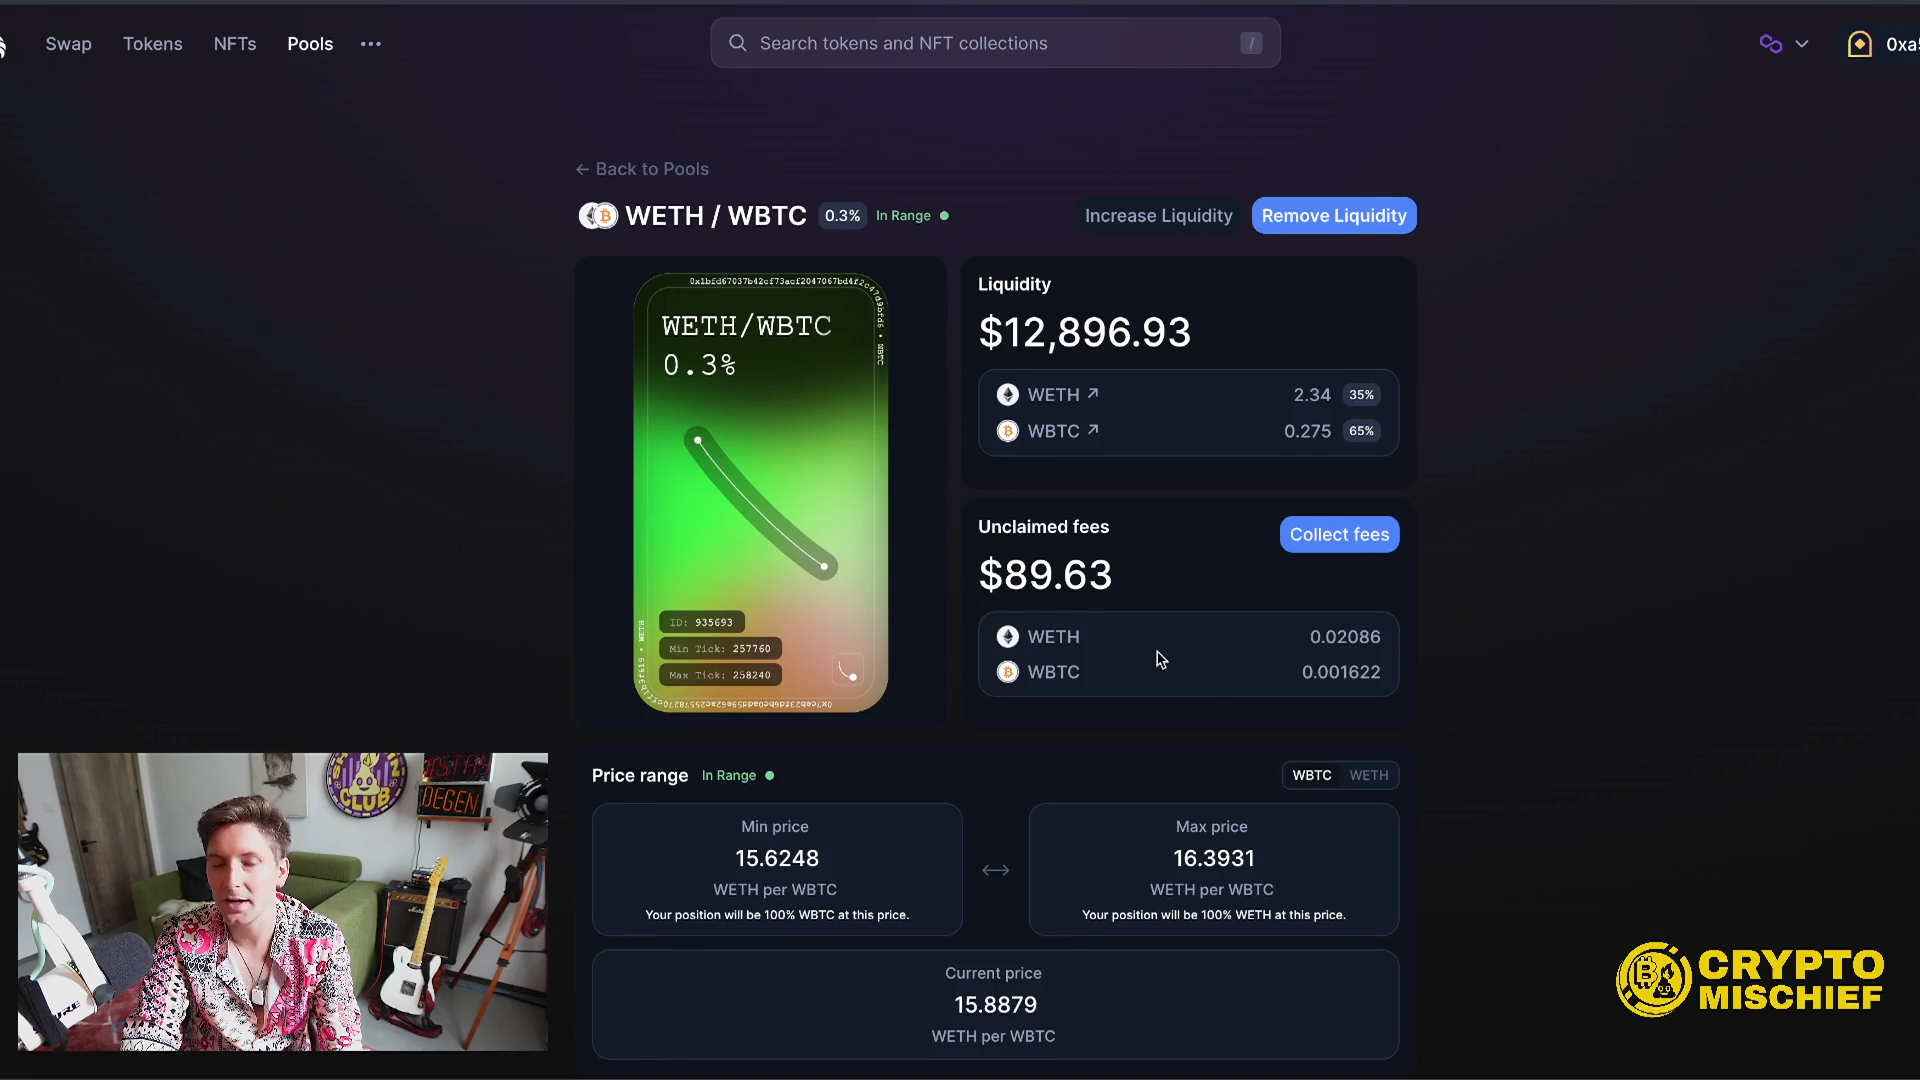 Swap
Tokens
NFTs
Pools
Search tokens and NFT collections
/
← Back to Pools
WETH / WBTC
0.3%
In Range
Increase Liquidity
Remove Liquidity
WETH/WBTC
0.3%
ID: 935693
Min Tick: 257760
Max Tick: 258240
• WBTC
• WETH
Liquidity
$12,896.93
WETH ↗ 2.34 35%
WBTC ↗ 0.275 65%
Unclaimed fees
Collect fees
$89.63
WETH 0.02086
WBTC 0.001622
Price range
In Range
WBTC WETH
Min price
15.6248
WETH per WBTC
Your position will be 100% WBTC at this price.
Max price
16.3931
WETH per WBTC
Your position will be 100% WETH at this price.
Current price
15.8879
WETH per WBTC
CLUB
DEGEN
CRYPTO
MISCHIEF